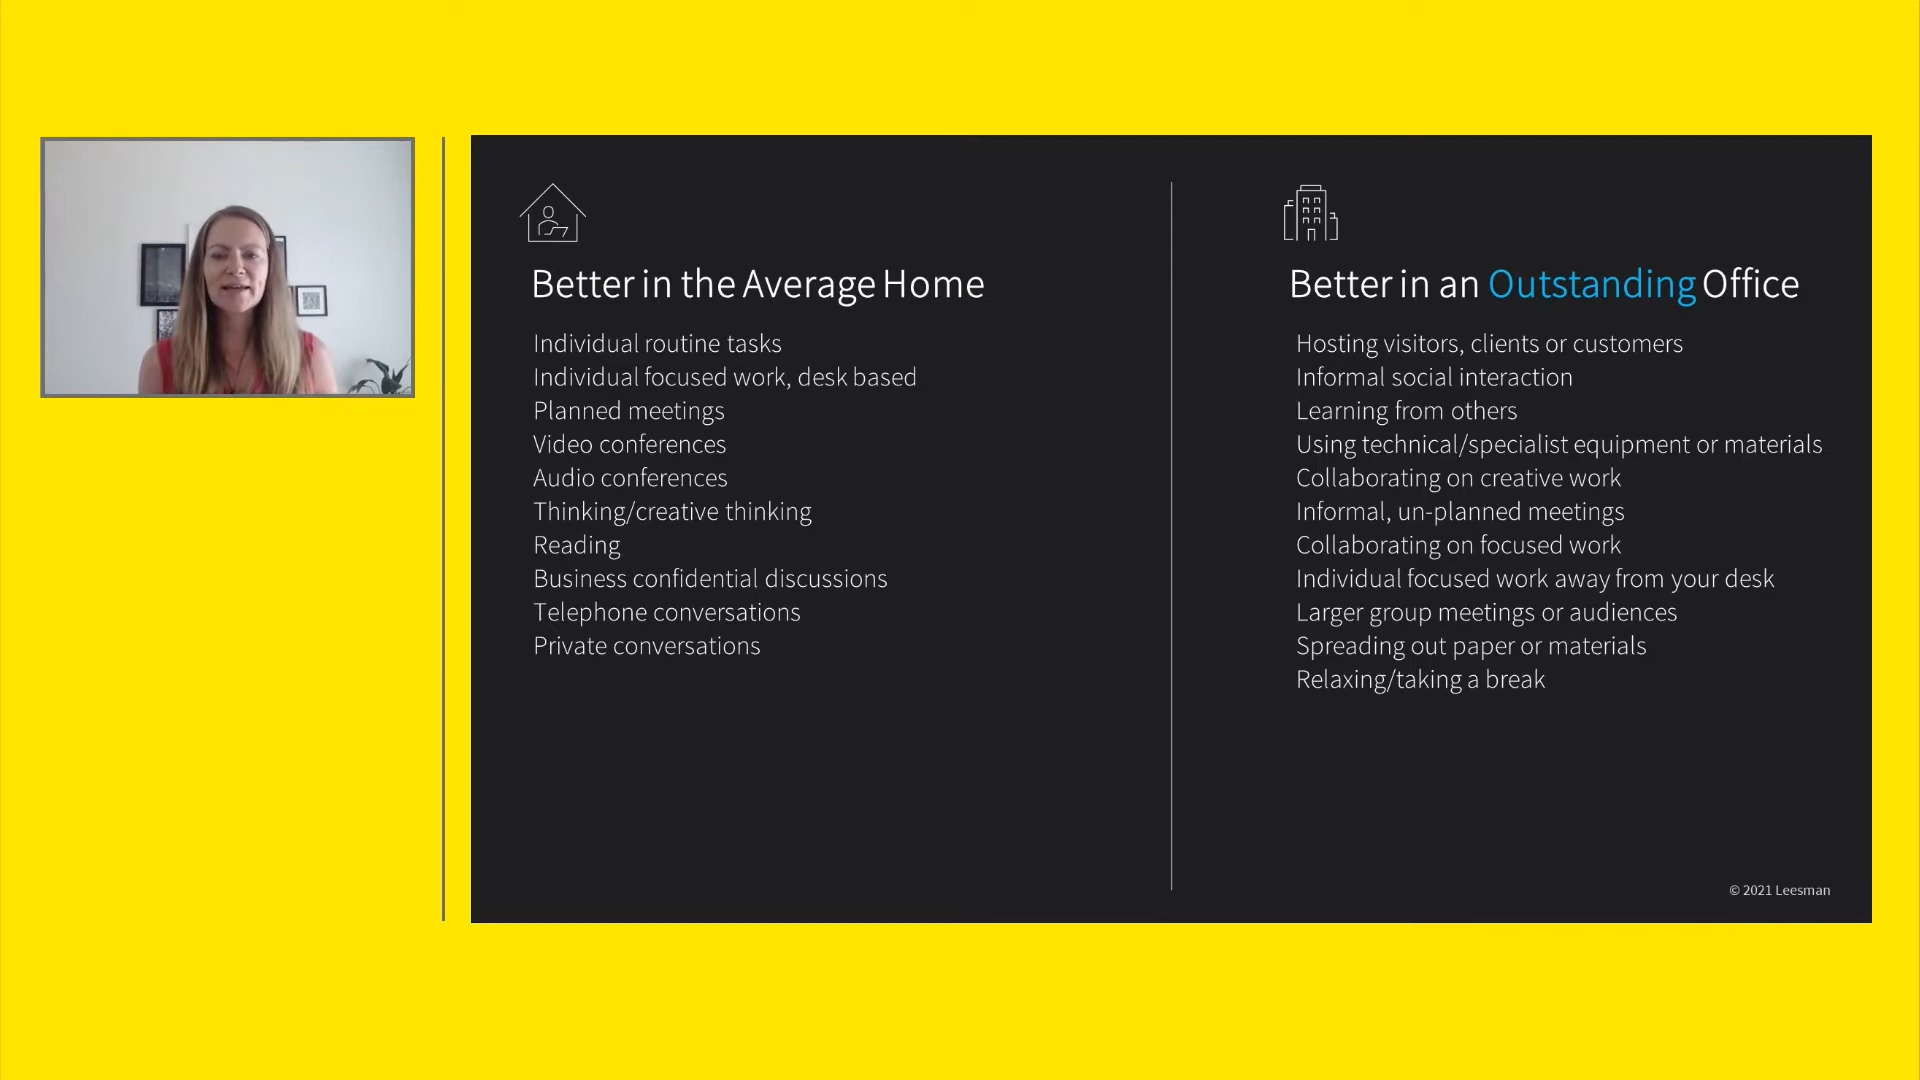 Better in the Average Home
Individual routine tasks
Individual focused work, desk based
Planned meetings
Video conferences
Audio conferences
Thinking/creative thinking
Reading
Business confidential discussions
Telephone conversations
Private conversations
Better in an Outstanding Office
Hosting visitors, clients or customers
Informal social interaction
Learning from others
Using technical/specialist equipment or materials
Collaborating on creative work
Informal, un-planned meetings
Collaborating on focused work
Individual focused work away from your desk
Larger group meetings or audiences
Spreading out paper or materials
Relaxing/taking a break
© 2021 Leesman